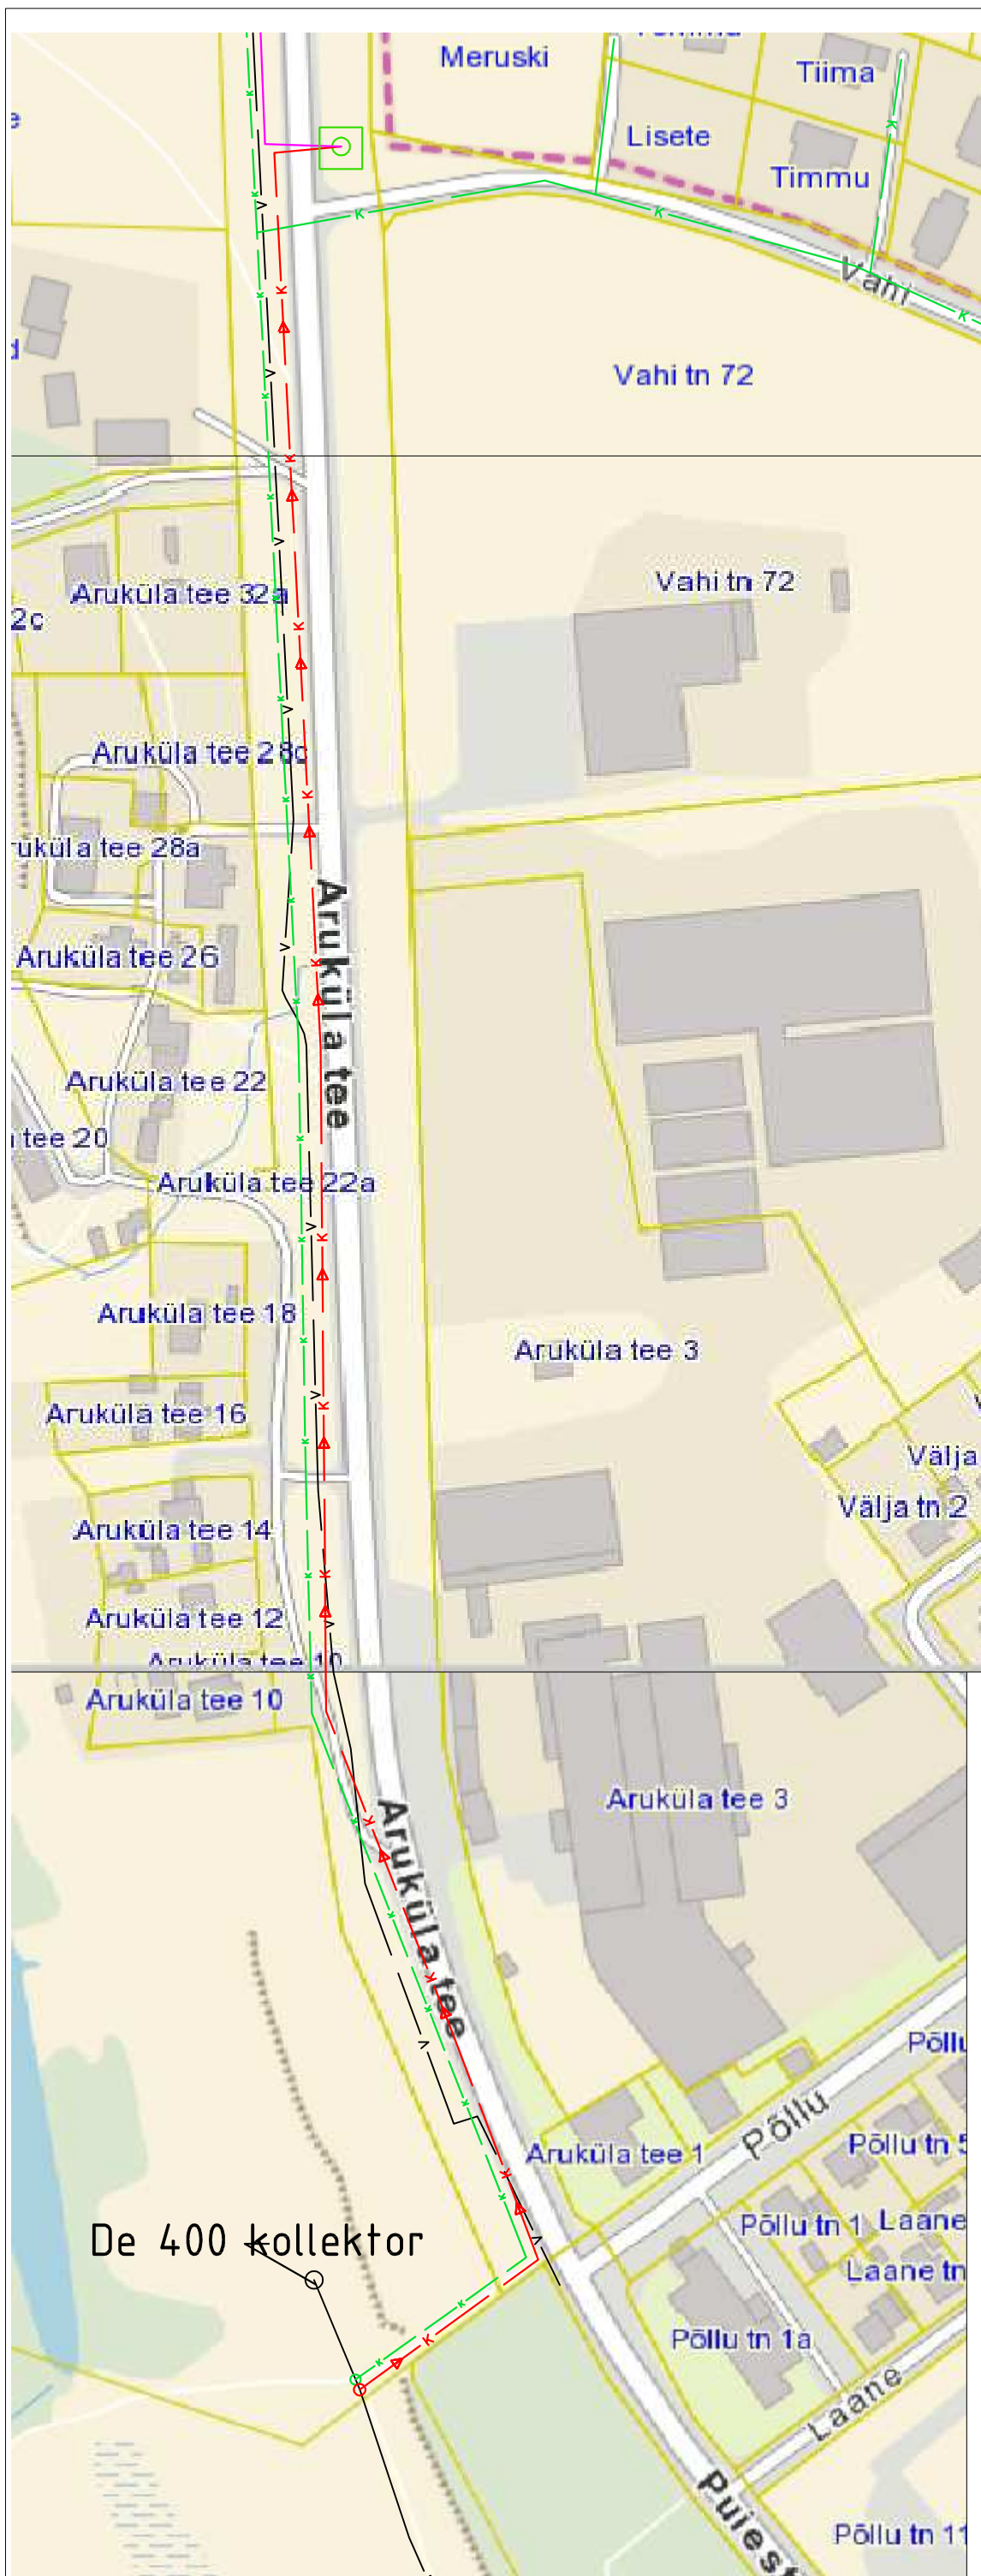 Meruski
Tiima
Lisete
Timmu
Vahi
Vahi tn 72
Vahi tn 72
Aruküla tee 32a
2c
Aruküla tee 28c
uküla tee 28a
Aruküla tee
Aruküla tee 26
Aruküla tee 22
tee 20
Aruküla tee 22a
Aruküla tee 18
Aruküla tee 3
Aruküla tee 16
Välja
Välja tn 2
Aruküla tee 14
Aruküla tee 12
Aruküla tee 10
Aruküla tee 10
Aruküla tee 3
Aruküla tee
Põllu
Põllu
Aruküla tee 1
Põllu tn 5
De 400 kollektor
Põllu tn 1
Laane
Laane tn
Põllu tn 1a
Laane
Puiest
Põllu tn 11